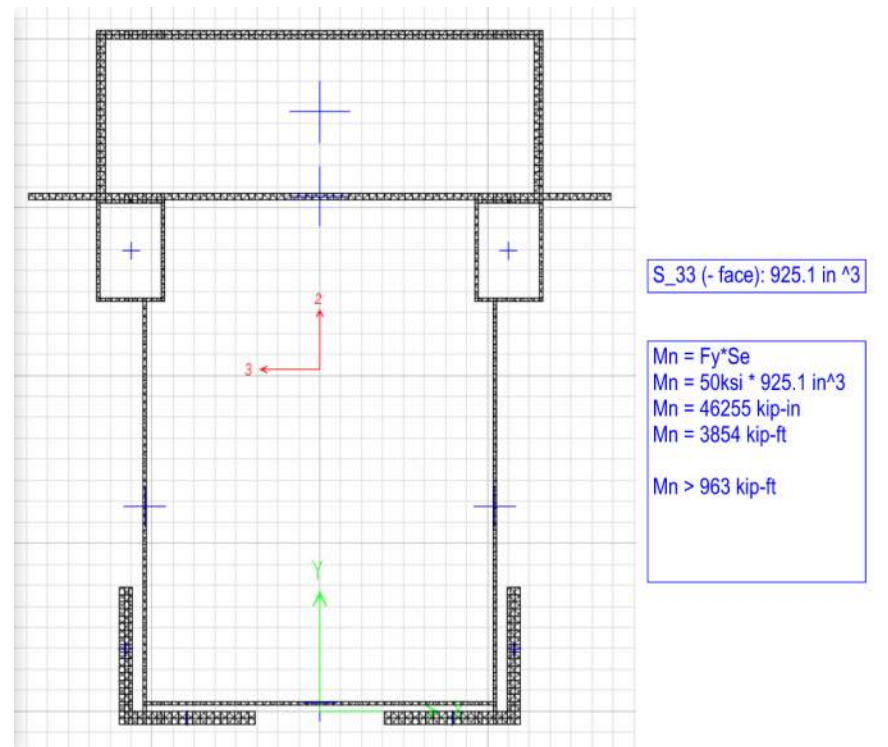 2
3
Y
S_33 (- face): 925.1 in ^3
Mn = Fy*Se
Mn = 50ksi * 925.1 in^3
Mn = 46255 kip-in
Mn = 3854 kip-ft
Mn > 963 kip-ft